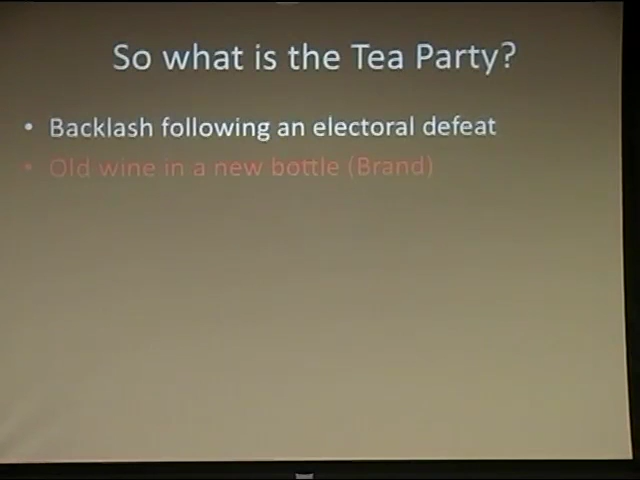 So what is the Tea Party?
• Backlash following an electoral defeat
• Old wine in a new bottle (Brand)